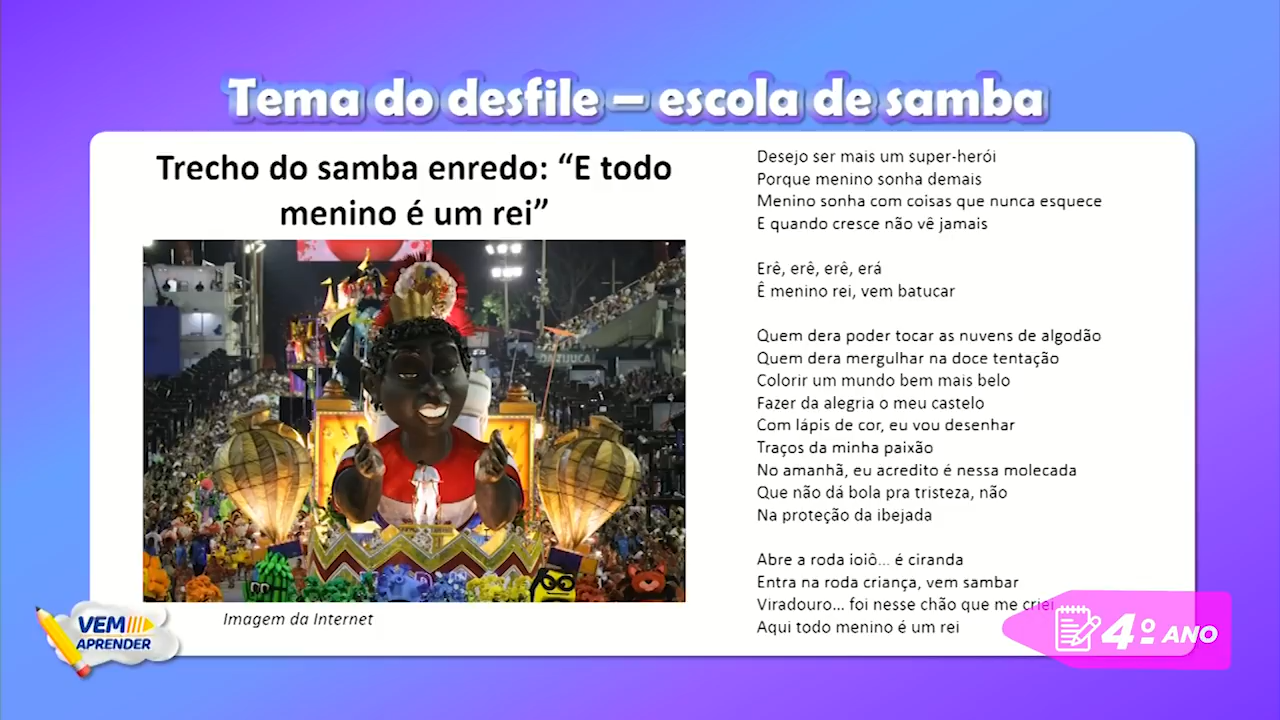 Tema do desfile – escola de samba
Trecho do samba enredo: “E todo
menino é um rei”
Imagem da Internet
Desejo ser mais um super-herói
Porque menino sonha demais
Menino sonha com coisas que nunca esquece
E quando cresce não vê jamais
Erê, erê, erê, erá
Ê menino rei, vem batucar
Quem dera poder tocar as nuvens de algodão
Quem dera mergulhar na doce tentação
Colorir um mundo bem mais belo
Fazer da alegria o meu castelo
Com lápis de cor, eu vou desenhar
Traços da minha paixão
No amanhã, eu acredito é nessa molecada
Que não dá bola pra tristeza, não
Na proteção da ibejada
Abre a roda ioiô... é ciranda
Entra na roda criança, vem sambar
Viradouro... foi nesse chão que me criei
Aqui todo menino é um rei
VEM
APRENDER
4º ANO